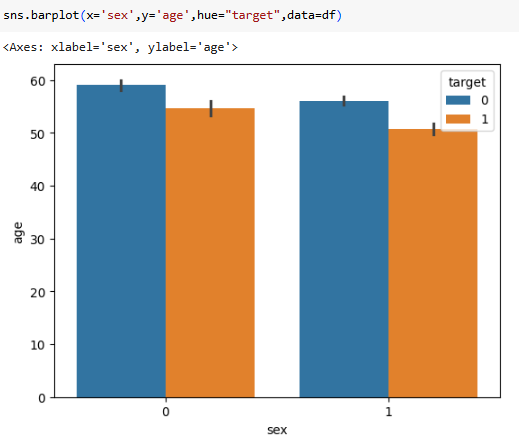 sns.barplot(x='sex',y='age',hue="target",data=df)
<Axes: xlabel='sex', ylabel='age'>
target
0
1
60
50
40
30
20
10
0
age
0 1
sex